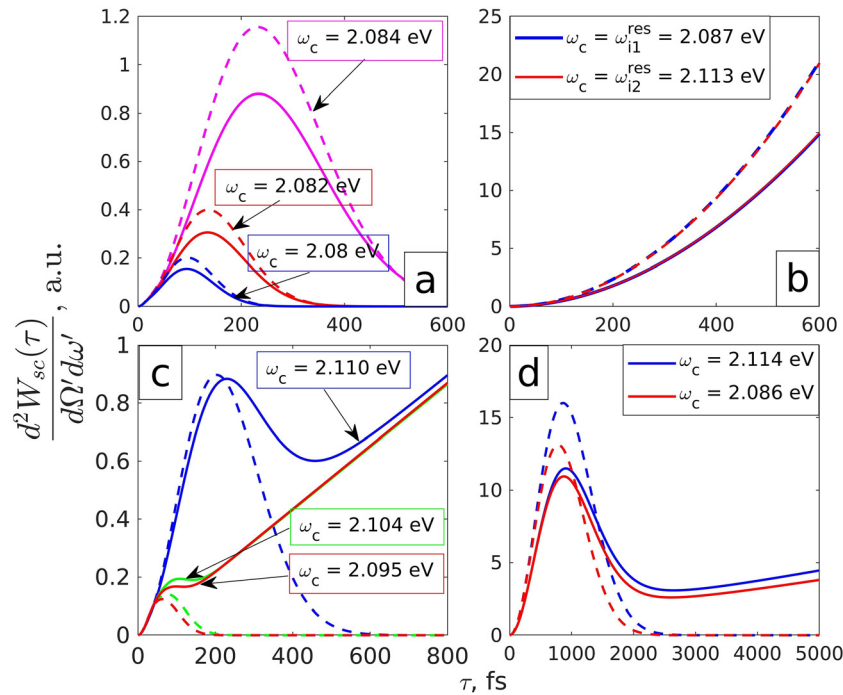 d²W_sc(τ) / dΩ'dω' , a.u.
1.2
1
0.8
0.6
0.4
0.2
0
0 200 400 600
ω_c = 2.084 eV
ω_c = 2.082 eV
ω_c = 2.08 eV
a
25
20
15
10
5
0
0 200 400 600
ω_c = ω_i1^res = 2.087 eV
ω_c = ω_i2^res = 2.113 eV
b
1
0.8
0.6
0.4
0.2
0
0 200 400 600 800
c
ω_c = 2.110 eV
ω_c = 2.104 eV
ω_c = 2.095 eV
20
15
10
5
0
0 1000 2000 3000 4000 5000
d
ω_c = 2.114 eV
ω_c = 2.086 eV
τ, fs